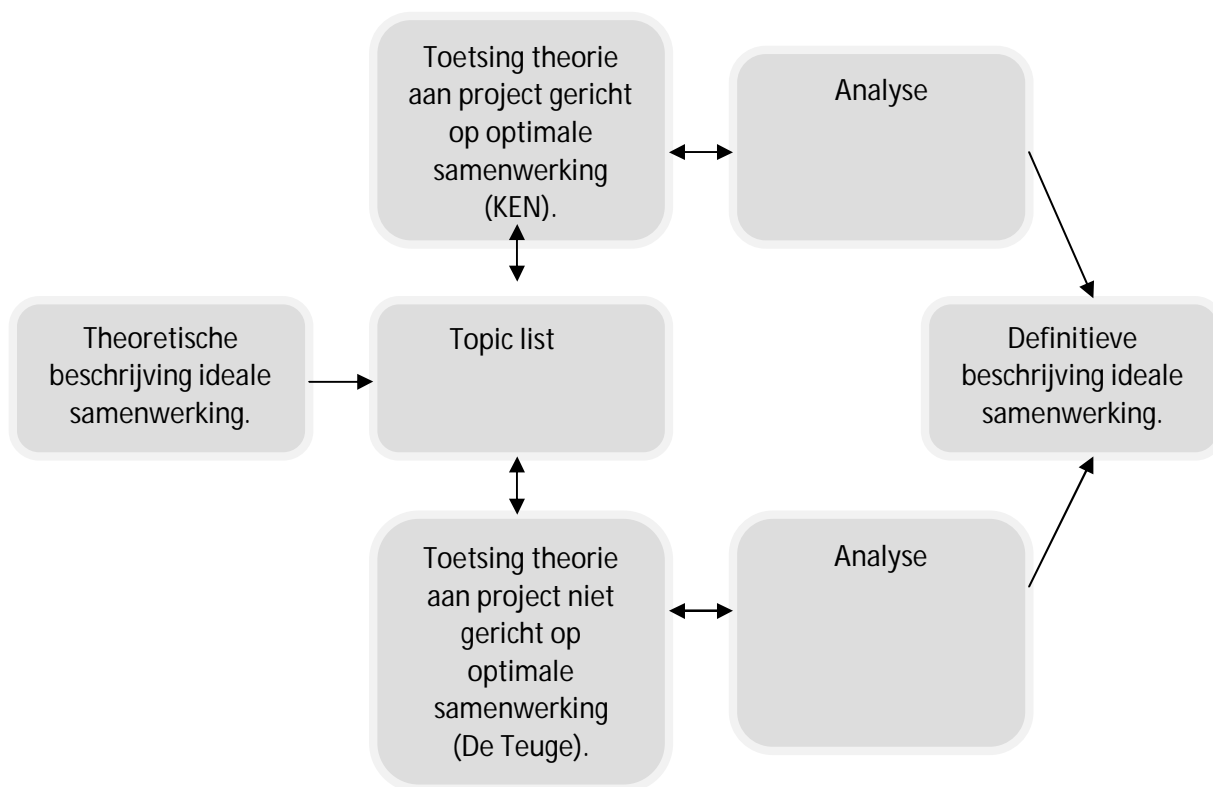 Toetsing theorie
aan project gericht
op optimale
samenwerking
(KEN).
Analyse
Theoretische
beschrijving ideale
samenwerking.
Topic list
Definitieve
beschrijving ideale
samenwerking.
Toetsing theorie
aan project niet
gericht op
optimale
samenwerking
(De Teuge).
Analyse